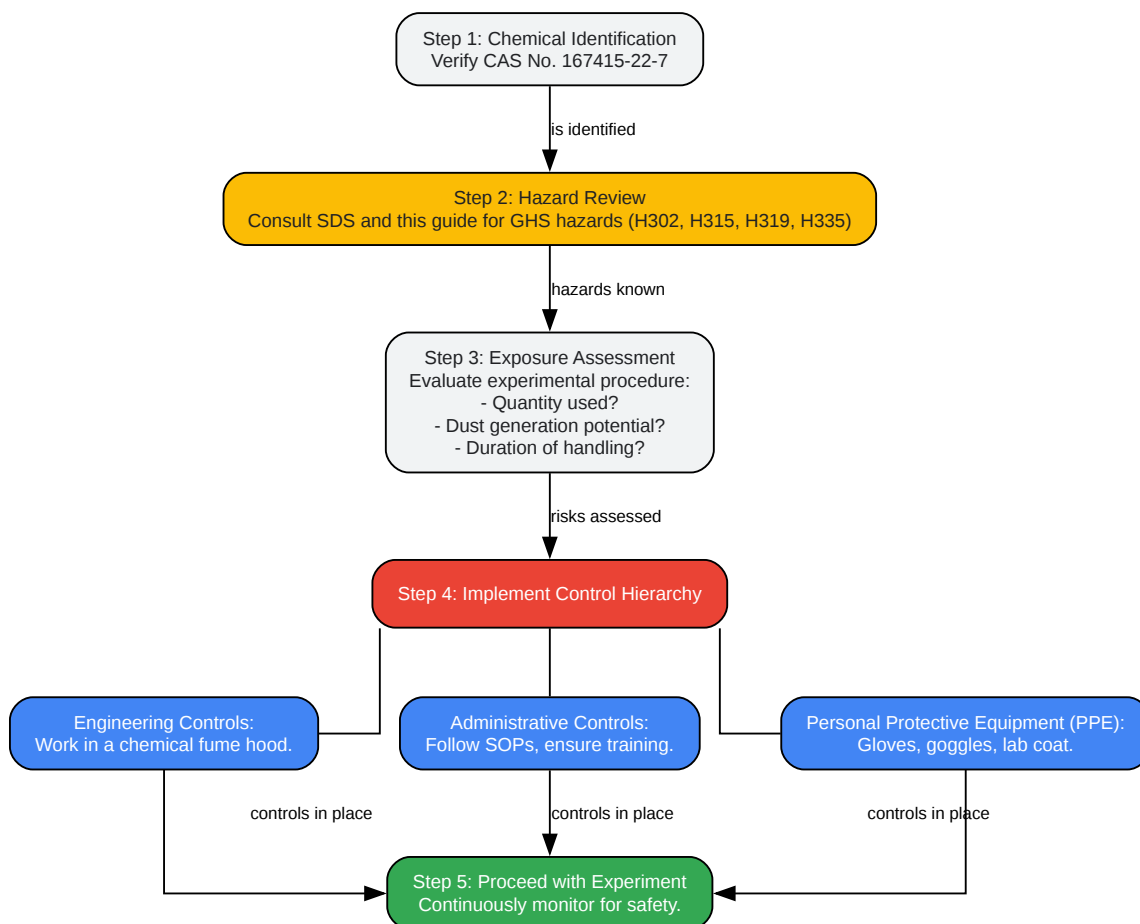 Step 1: Chemical Identification
Verify CAS No. 167415-22-7
is identified
Step 2: Hazard Review
Consult SDS and this guide for GHS hazards (H302, H315, H319, H335)
hazards known
Step 3: Exposure Assessment
Evaluate experimental procedure:
- Quantity used?
- Dust generation potential?
- Duration of handling?
risks assessed
Step 4: Implement Control Hierarchy
Engineering Controls:
Work in a chemical fume hood.
Administrative Controls:
Follow SOPs, ensure training.
Personal Protective Equipment (PPE):
Gloves, goggles, lab coat.
controls in place
controls in place
controls in place
Step 5: Proceed with Experiment
Continuously monitor for safety.